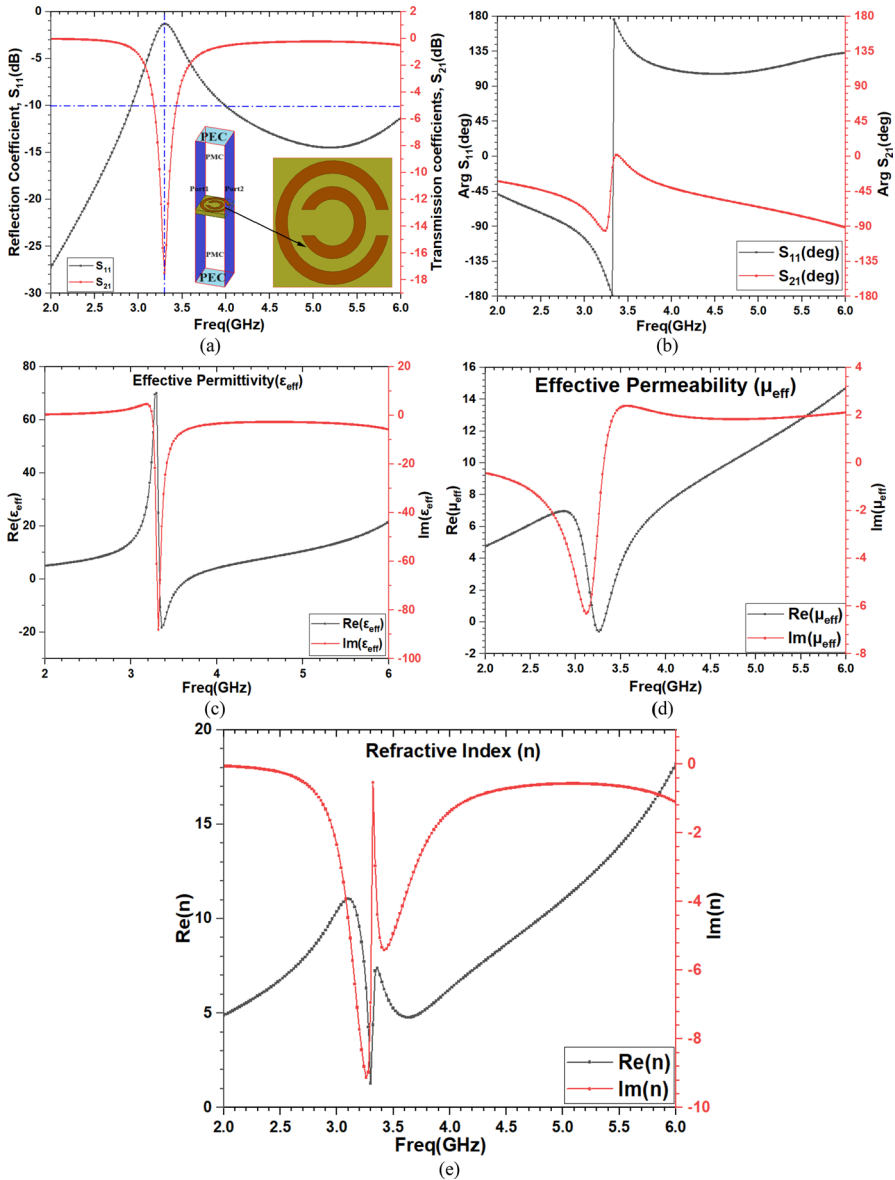 0
-5
-10
-15
-20
-25
-30
Reflection Coefficient, S11(dB)
2
0
-2
-4
-6
-8
-10
-12
-14
-16
-18
Transmission coefficients, S21(dB)
PEC
PMC
Port1
Port2
PMC
PEC
S11
S21
2.0 2.5 3.0 3.5 4.0 4.5 5.0 5.5 6.0
Freq(GHz)
(a)
180
135
90
45
0
-45
-90
-135
-180
Arg S11(deg)
180
135
90
45
0
-45
-90
-135
-180
Arg S21(deg)
S11(deg)
S21(deg)
2.0 2.5 3.0 3.5 4.0 4.5 5.0 5.5 6.0
Freq(GHz)
(b)
Effective Permittivity(εeff)
80
60
40
20
0
-20
Re(εeff)
20
0
-20
-40
-60
-80
-100
Im(εeff)
Re(εeff)
Im(εeff)
2 3 4 5 6
Freq(GHz)
(c)
Effective Permeability (μeff)
16
14
12
10
8
6
4
2
0
-2
Re(μeff)
4
2
0
-2
-4
-6
-8
Im(μeff)
Re(μeff)
Im(μeff)
2.0 2.5 3.0 3.5 4.0 4.5 5.0 5.5 6.0
Freq(GHz)
(d)
Refractive Index (n)
20
15
10
5
0
Re(n)
0
-2
-4
-6
-8
-10
Im(n)
Re(n)
Im(n)
2.0 2.5 3.0 3.5 4.0 4.5 5.0 5.5 6.0
Freq(GHz)
(e)